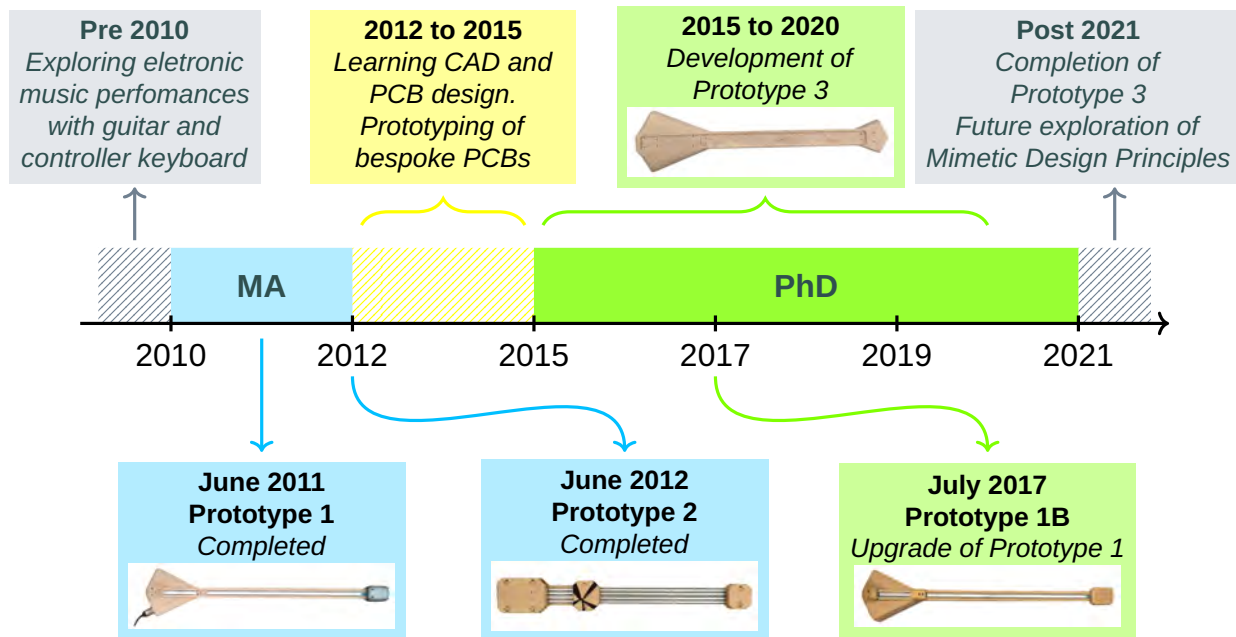 Pre 2010
Exploring eletronic
music perfomances
with guitar and
controller keyboard
2012 to 2015
Learning CAD and
PCB design.
Prototyping of
bespoke PCBs
2015 to 2020
Development of
Prototype 3
Post 2021
Completion of
Prototype 3
Future exploration of
Mimetic Design Principles
MA
PhD
2010
2012
2015
2017
2019
2021
June 2011
Prototype 1
Completed
June 2012
Prototype 2
Completed
July 2017
Prototype 1B
Upgrade of Prototype 1